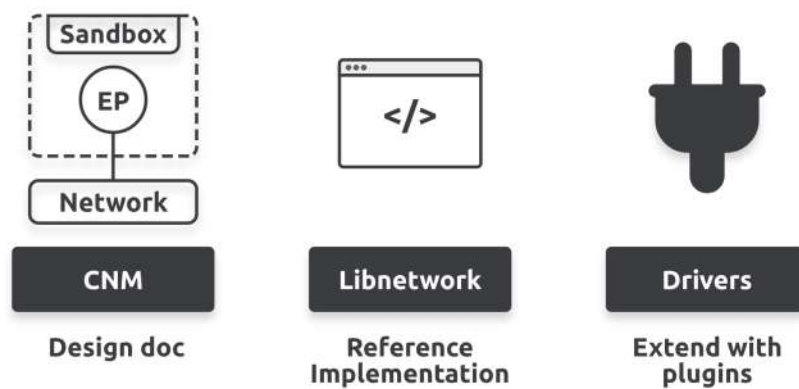 Sandbox
EP
Network
CNM
Design doc
</>
Libnetwork
Reference
Implementation
Drivers
Extend with
plugins